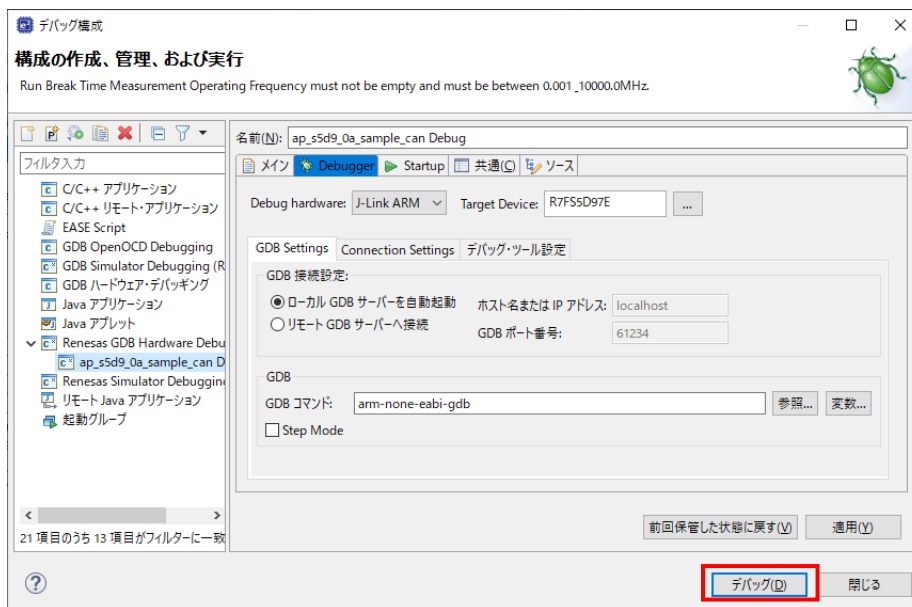 デバッグ構成
構成の作成、管理、および実行
Run Break Time Measurement Operating Frequency must not be empty and must be between 0.001_10000.0MHz.
フィルタ入力
C/C++ アプリケーション
C/C++ リモート・アプリケーション
EASE Script
GDB OpenOCD Debugging
GDB Simulator Debugging (R
GDB ハードウェア・デバッギング
Java アプリケーション
Java アプレット
Renesas GDB Hardware Debu
ap_s5d9_0a_sample_can D
Renesas Simulator Debuggin
リモート Java アプリケーション
起動グループ
21 項目のうち 13 項目がフィルターに一致
名前(N): ap_s5d9_0a_sample_can Debug
メイン Debugger Startup 共通(C) ソース
Debug hardware: J-Link ARM Target Device: R7FS5D97E ...
GDB Settings Connection Settings デバッグ・ツール設定
GDB 接続設定:
ローカル GDB サーバーを自動起動 ホスト名または IP アドレス: localhost
リモート GDB サーバーへ接続 GDB ポート番号: 61234
GDB
GDB コマンド: arm-none-eabi-gdb 参照... 変数...
Step Mode
前回保管した状態に戻す(V) 適用(Y)
デバッグ(D) 閉じる